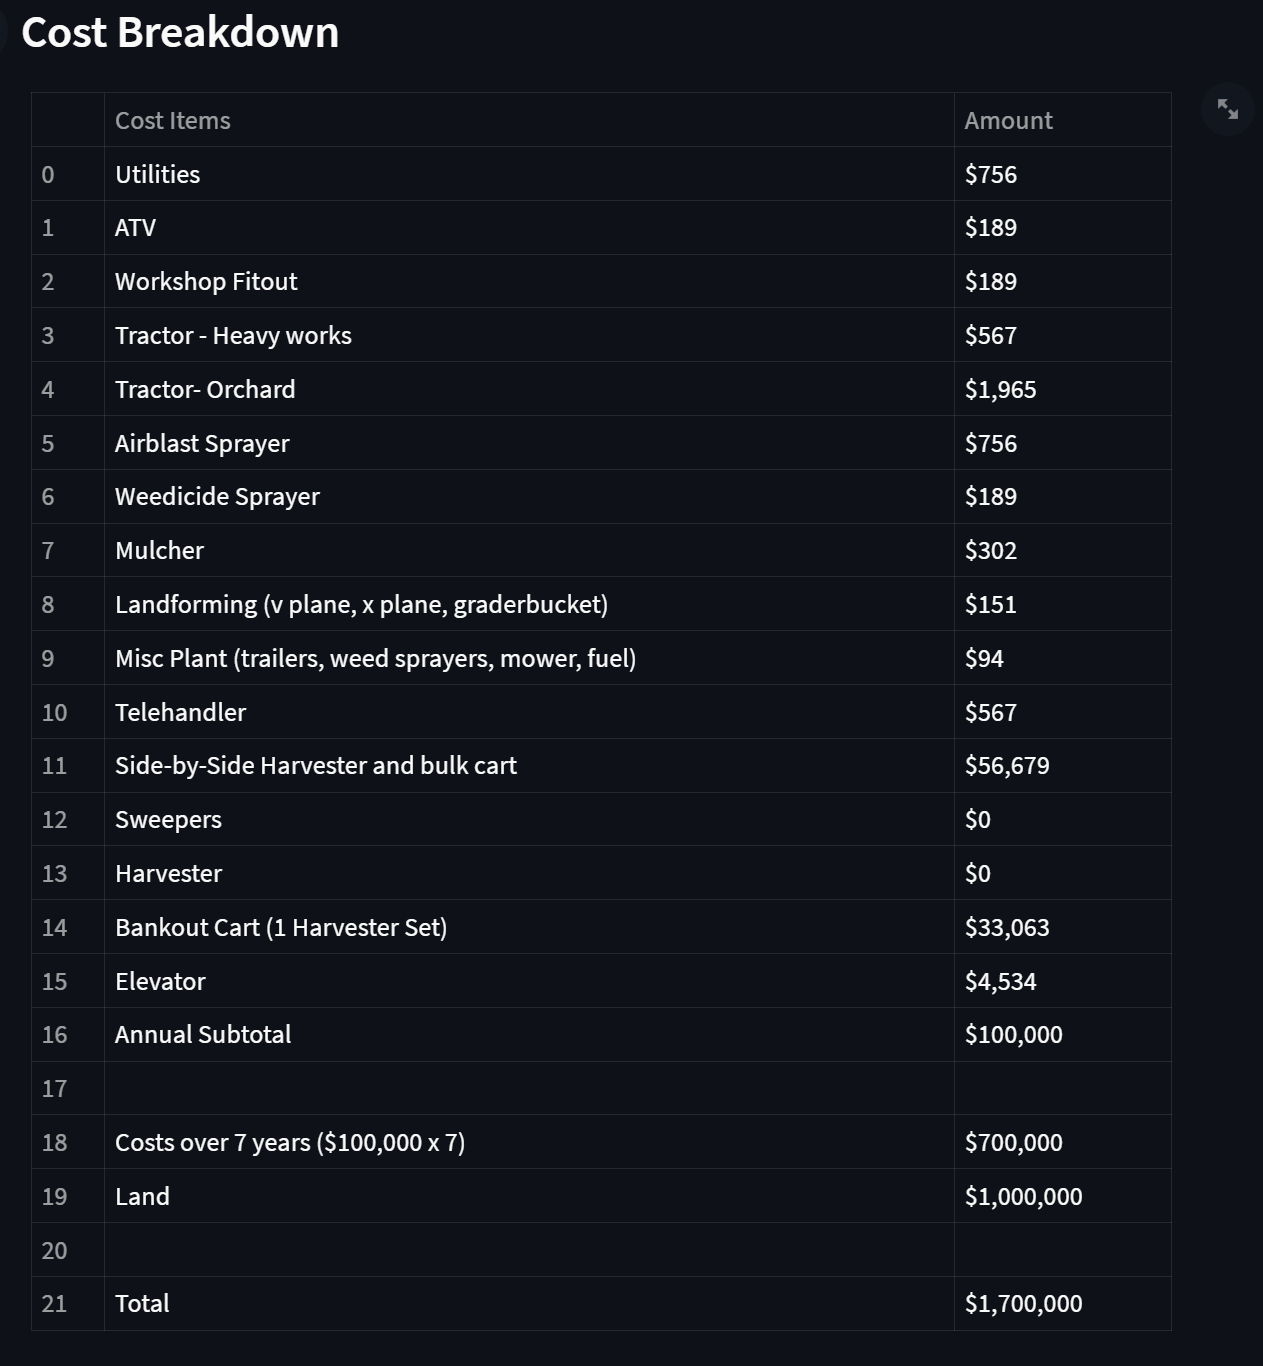 Cost Breakdown
Cost Items Amount
0 Utilities $756
1 ATV $189
2 Workshop Fitout $189
3 Tractor - Heavy works $567
4 Tractor- Orchard $1,965
5 Airblast Sprayer $756
6 Weedicide Sprayer $189
7 Mulcher $302
8 Landforming (v plane, x plane, graderbucket) $151
9 Misc Plant (trailers, weed sprayers, mower, fuel) $94
10 Telehandler $567
11 Side-by-Side Harvester and bulk cart $56,679
12 Sweepers $0
13 Harvester $0
14 Bankout Cart (1 Harvester Set) $33,063
15 Elevator $4,534
16 Annual Subtotal $100,000
17
18 Costs over 7 years ($100,000 x 7) $700,000
19 Land $1,000,000
20
21 Total $1,700,000